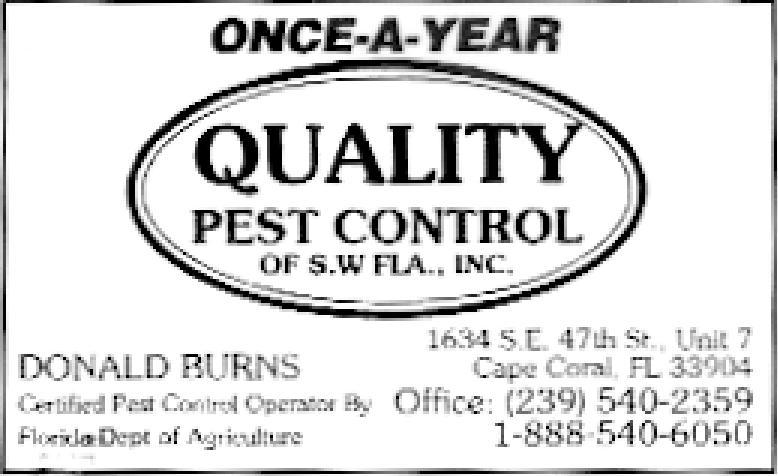 ONCE-A-YEAR
QUALITY
PEST CONTROL
OF S.W FLA., INC.
1634 S.E. 47th St., Unit 7
Cape Coral, FL 33904
DONALD BURNS
Certified Pest Control Operator By
Florida Dept of Agriculture
Office: (239) 540-2359
1-888-540-6050